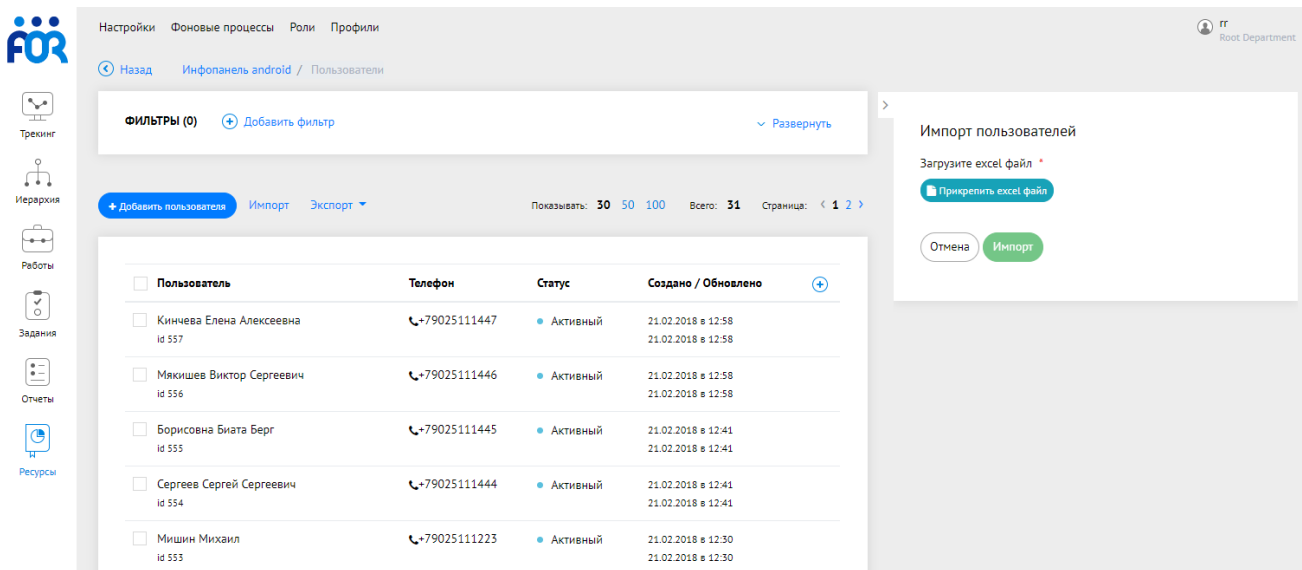 FOR
Настройки Фоновые процессы Роли Профили
гг
Root Department
Назад Инфопанель android / Пользователи
Трекинг
Иерархия
Работы
Задания
Отчеты
Ресурсы
ФИЛЬТРЫ (0) Добавить фильтр Развернуть
+ Добавить пользователя Импорт Экспорт Показывать: 30 50 100 Всего: 31 Страница: 1 2
Пользователь Телефон Статус Создано / Обновлено
Кинчева Елена Алексеевна +79025111447 Активный 21.02.2018 в 12:58
id 557 21.02.2018 в 12:58
Мякишев Виктор Сергеевич +79025111446 Активный 21.02.2018 в 12:58
id 556 21.02.2018 в 12:58
Борисовна Биата Берг +79025111445 Активный 21.02.2018 в 12:41
id 555 21.02.2018 в 12:41
Сергеев Сергей Сергеевич +79025111444 Активный 21.02.2018 в 12:41
id 554 21.02.2018 в 12:41
Мишин Михаил +79025111223 Активный 21.02.2018 в 12:30
id 553 21.02.2018 в 12:30
Импорт пользователей
Загрузите excel файл *
Прикрепить excel файл
Отмена Импорт